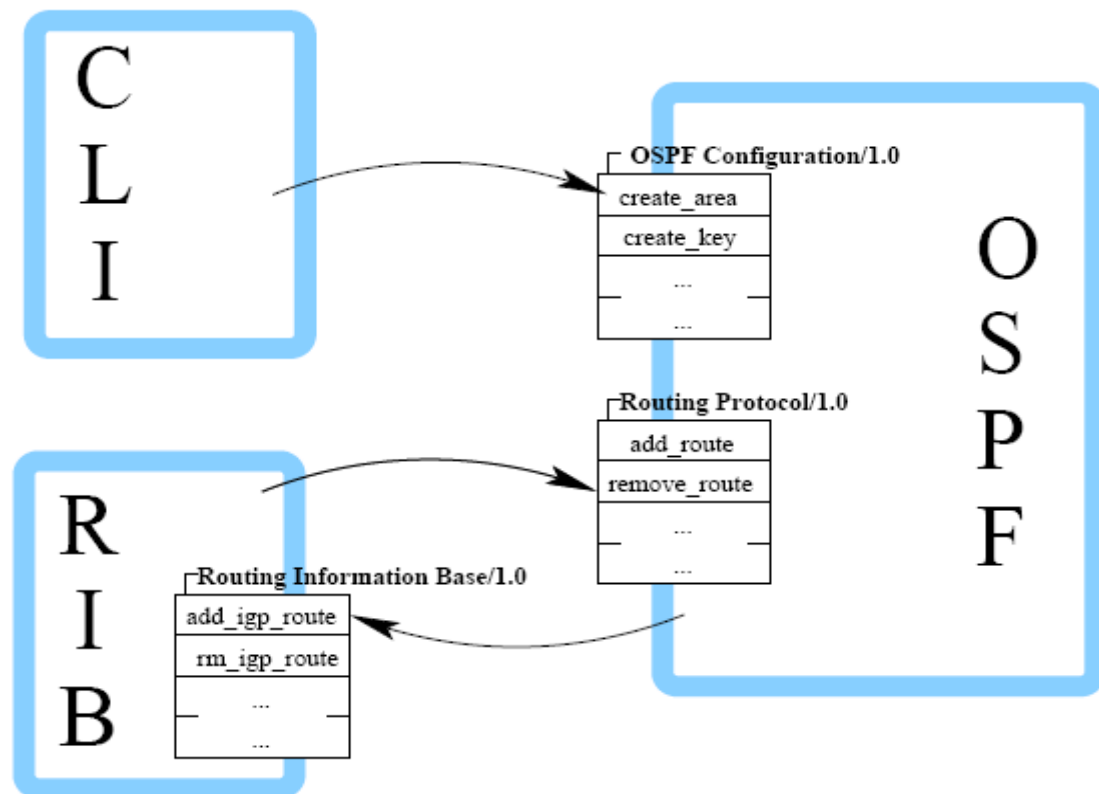 C
L
I
OSPF Configuration/1.0
create_area
create_key
...
...
O
S
P
F
Routing Protocol/1.0
add_route
remove_route
...
...
R
I
B
Routing Information Base/1.0
add_igp_route
rm_igp_route
...
...